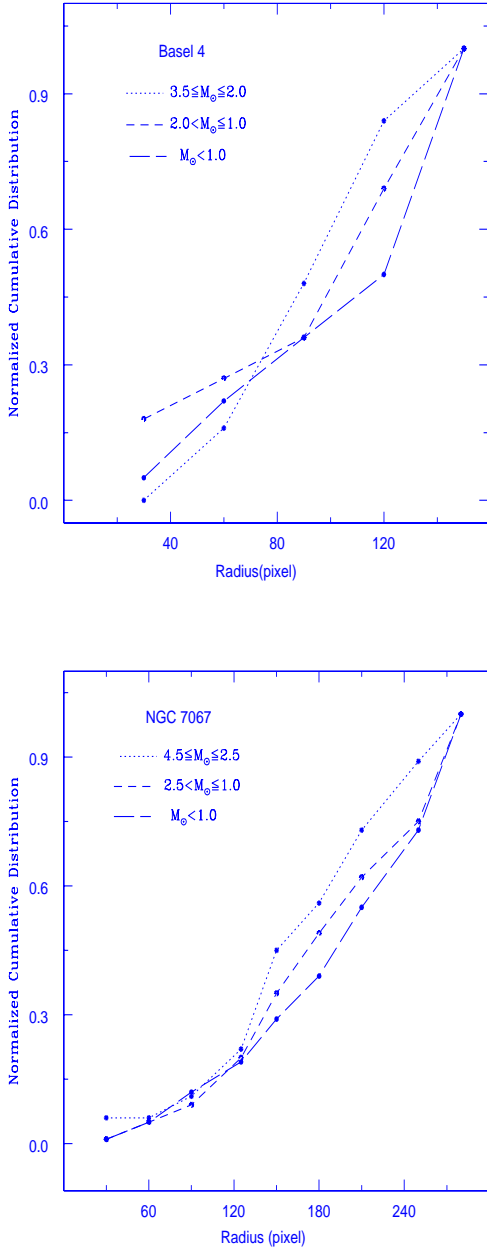 Basel 4
3.5≦M⊙≦2.0
2.0<M⊙≦1.0
M⊙<1.0
Normalized Cumulative Distribution
0.9
0.6
0.3
0.0
40
80
120
Radius(pixel)
NGC 7067
4.5≦M⊙≦2.5
2.5<M⊙≦1.0
M⊙<1.0
Normalized Cumulative Distribution
0.9
0.6
0.3
0.0
60
120
180
240
Radius (pixel)